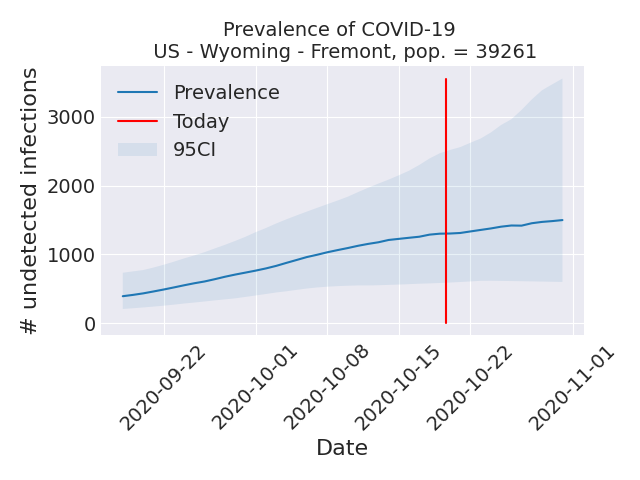 Prevalence of COVID-19
US - Wyoming - Fremont, pop. = 39261
# undetected infections
3000
2000
1000
0
Prevalence
Today
95CI
2020-09-22
2020-10-01
2020-10-08
2020-10-15
2020-10-22
2020-11-01
Date